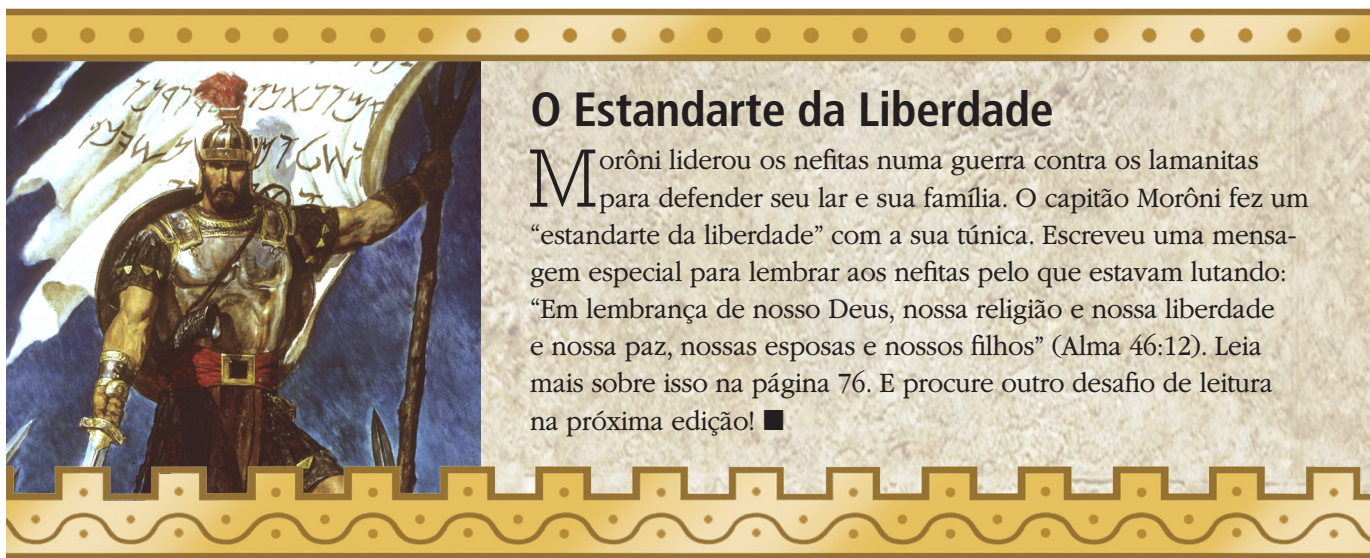 O Estandarte da Liberdade
Morôni liderou os nefitas numa guerra contra os lamanitas
para defender seu lar e sua família. O capitão Morôni fez um
“estandarte da liberdade” com a sua túnica. Escreveu uma mensa-
gem especial para lembrar aos nefitas pelo que estavam lutando:
“Em lembrança de nosso Deus, nossa religião e nossa liberdade
e nossa paz, nossas esposas e nossos filhos” (Alma 46:12). Leia
mais sobre isso na página 76. E procure outro desafio de leitura
na próxima edição! ■